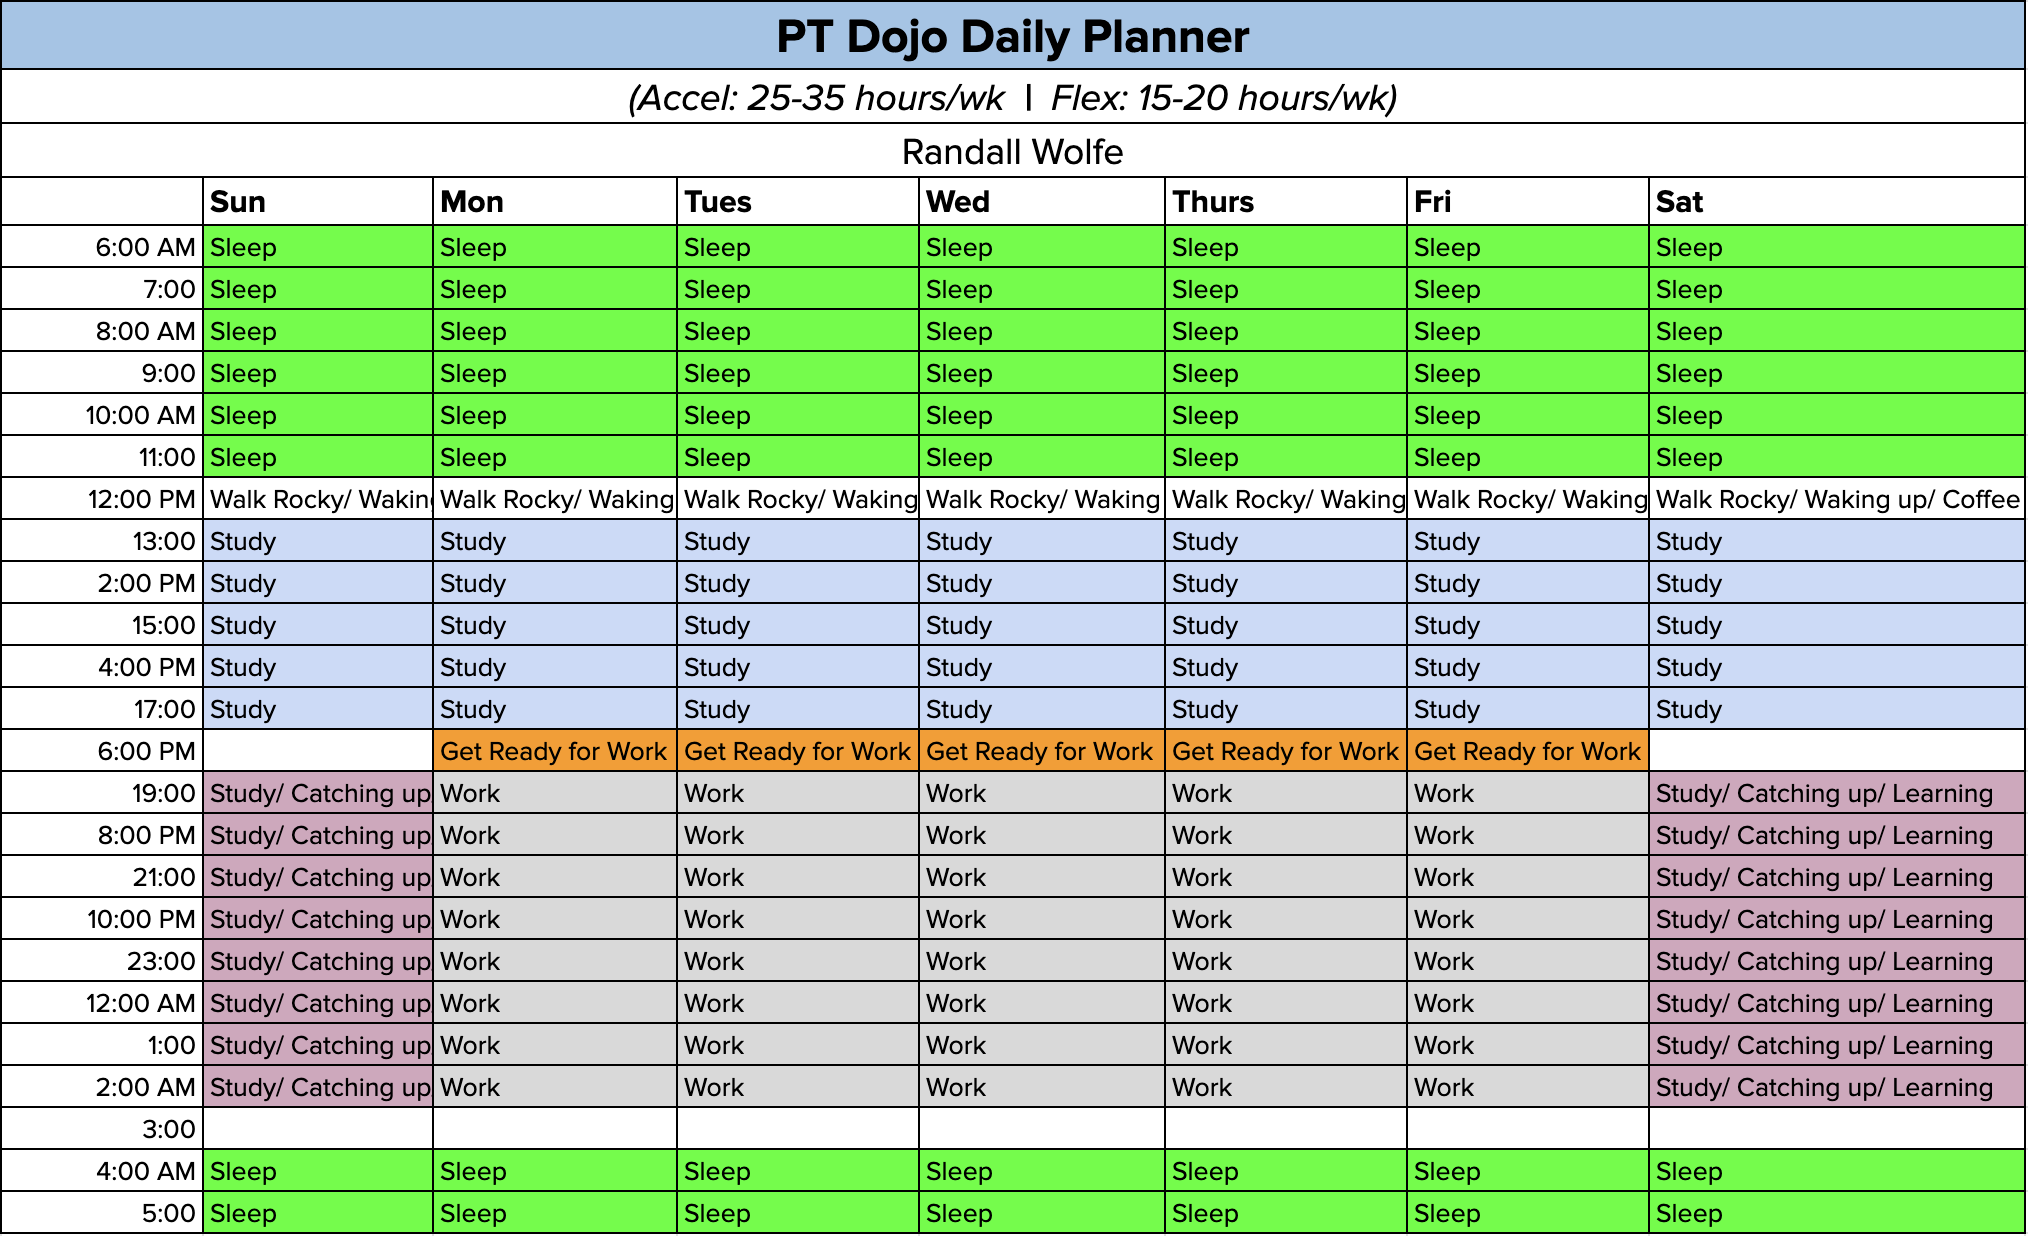 PT Dojo Daily Planner
(Accel: 25-35 hours/wk | Flex: 15-20 hours/wk)
Randall Wolfe
Sun Mon Tues Wed Thurs Fri Sat
6:00 AM Sleep Sleep Sleep Sleep Sleep Sleep Sleep
7:00 Sleep Sleep Sleep Sleep Sleep Sleep Sleep
8:00 AM Sleep Sleep Sleep Sleep Sleep Sleep Sleep
9:00 Sleep Sleep Sleep Sleep Sleep Sleep Sleep
10:00 AM Sleep Sleep Sleep Sleep Sleep Sleep Sleep
11:00 Sleep Sleep Sleep Sleep Sleep Sleep Sleep
12:00 PM Walk Rocky/ Waking Walk Rocky/ Waking Walk Rocky/ Waking Walk Rocky/ Waking Walk Rocky/ Waking Walk Rocky/ Waking Walk Rocky/ Waking up/ Coffee
13:00 Study Study Study Study Study Study Study
2:00 PM Study Study Study Study Study Study Study
15:00 Study Study Study Study Study Study Study
4:00 PM Study Study Study Study Study Study Study
17:00 Study Study Study Study Study Study Study
6:00 PM Get Ready for Work Get Ready for Work Get Ready for Work Get Ready for Work Get Ready for Work
19:00 Study/ Catching up Work Work Work Work Work Study/ Catching up/ Learning
8:00 PM Study/ Catching up Work Work Work Work Work Study/ Catching up/ Learning
21:00 Study/ Catching up Work Work Work Work Work Study/ Catching up/ Learning
10:00 PM Study/ Catching up Work Work Work Work Work Study/ Catching up/ Learning
23:00 Study/ Catching up Work Work Work Work Work Study/ Catching up/ Learning
12:00 AM Study/ Catching up Work Work Work Work Work Study/ Catching up/ Learning
1:00 Study/ Catching up Work Work Work Work Work Study/ Catching up/ Learning
2:00 AM Study/ Catching up Work Work Work Work Work Study/ Catching up/ Learning
3:00
4:00 AM Sleep Sleep Sleep Sleep Sleep Sleep Sleep
5:00 Sleep Sleep Sleep Sleep Sleep Sleep Sleep